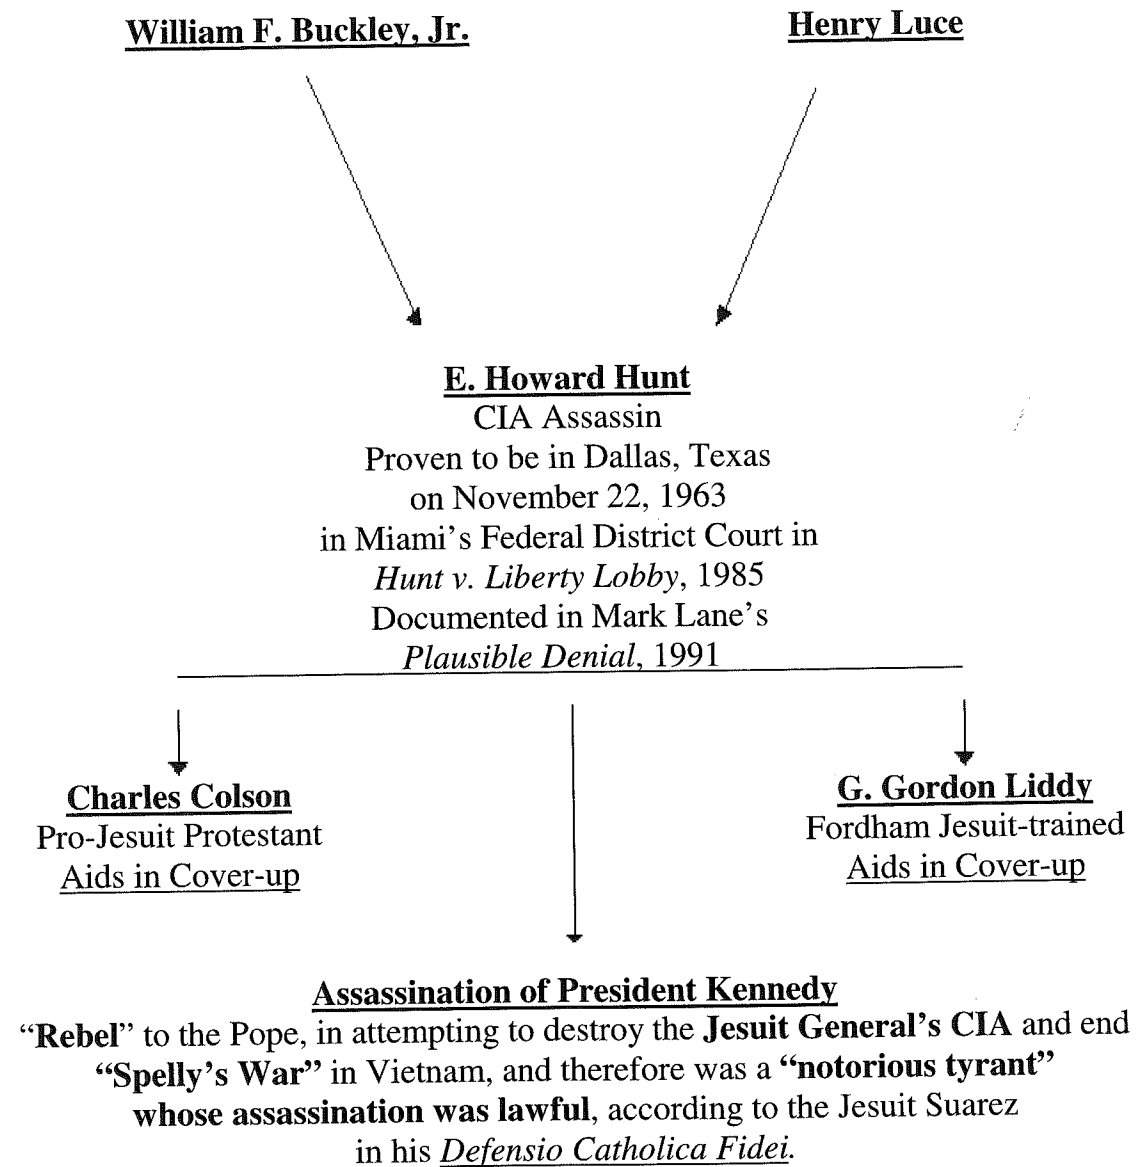 William F. Buckley, Jr.
Henry Luce
E. Howard Hunt
CIA Assassin
Proven to be in Dallas, Texas
on November 22, 1963
in Miami's Federal District Court in
Hunt v. Liberty Lobby, 1985
Documented in Mark Lane's
Plausible Denial, 1991
Charles Colson
Pro-Jesuit Protestant
Aids in Cover-up
G. Gordon Liddy
Fordham Jesuit-trained
Aids in Cover-up
Assassination of President Kennedy
“Rebel” to the Pope, in attempting to destroy the Jesuit General's CIA and end
“Spelly's War” in Vietnam, and therefore was a “notorious tyrant”
whose assassination was lawful, according to the Jesuit Suarez
in his Defensio Catholica Fidei.